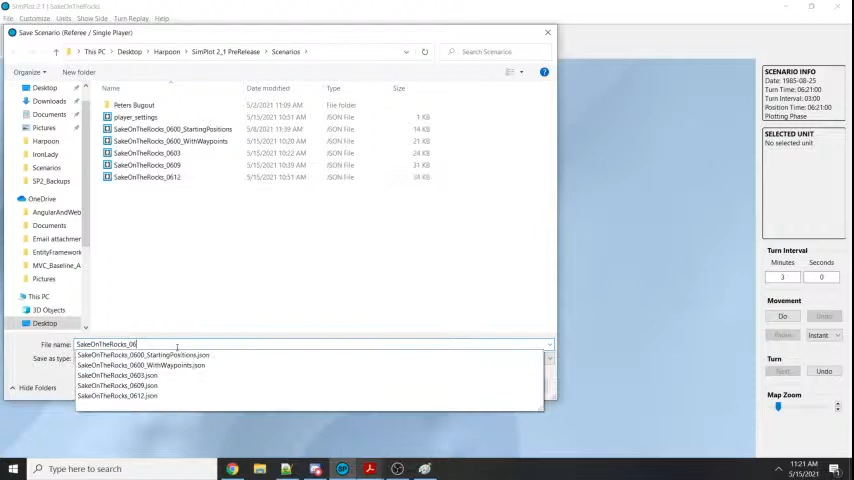 SimPlot 2.1 | SakeOnTheRocks
File Customize Units Show Turn Replay Help
Save Scenario (Referee / Single Player)
This PC > Desktop > Harpoon > SimPlot 2_1 PreRelease > Scenarios >
Search Scenarios
Organize New folder
Name Date modified Type Size
Peters Bugout 5/2/2021 11:09 AM File folder
player_settings 5/15/2021 10:51 AM JSON File 1 KB
SakeOnTheRocks_0600_StartingPositions 5/8/2021 11:39 AM JSON File 14 KB
SakeOnTheRocks_0600_WithWaypoints 5/15/2021 10:20 AM JSON File 21 KB
SakeOnTheRocks_0603 5/15/2021 10:22 AM JSON File 24 KB
SakeOnTheRocks_0609 5/15/2021 10:39 AM JSON File 31 KB
SakeOnTheRocks_0612 5/15/2021 10:51 AM JSON File 34 KB
Desktop
Downloads
Documents
Pictures
Harpoon
IronLady
Scenarios
SP2_Backups
OneDrive
AngularAndWeb
Documents
Email attachmer
EntityFramework
MVC_Baseline_A
Pictures
This PC
3D Objects
Desktop
File name: SakeOnTheRocks_06
Save as type:
SakeOnTheRocks_0600_StartingPositions.json
SakeOnTheRocks_0600_WithWaypoints.json
SakeOnTheRocks_0603.json
SakeOnTheRocks_0609.json
SakeOnTheRocks_0612.json
Hide Folders
SCENARIO INFO
Date: 1985-08-25
Turn Time: 06:21:00
Turn Interval: 03:00
Position Time: 06:21:00
Plotting Phase
SELECTED UNIT
No selected unit
Turn Interval
Minutes Seconds
3 0
Movement
Do Undo
Instant
Turn
Next Undo
Map Zoom
Type here to search
11:21 AM
5/15/2021